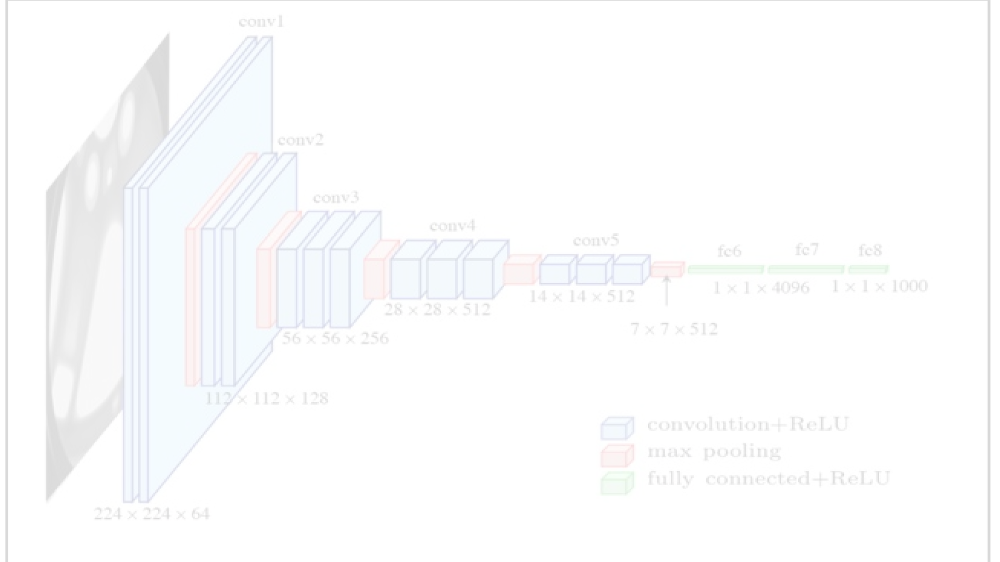 conv1
conv2
conv3
conv4
conv5
fc6
fc7
fc8
1 × 1 × 4096
1 × 1 × 1000
14 × 14 × 512
28 × 28 × 512
7 × 7 × 512
56 × 56 × 256
112 × 112 × 128
224 × 224 × 64
convolution+ReLU
max pooling
fully connected+ReLU